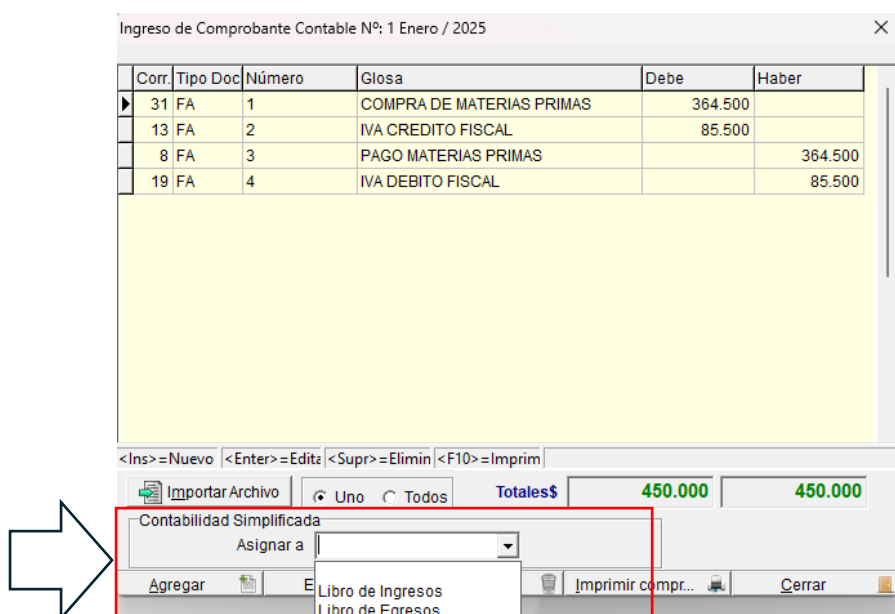 Ingreso de Comprobante Contable Nº: 1 Enero / 2025
Corr. Tipo Doc Número Glosa Debe Haber
31 FA 1 COMPRA DE MATERIAS PRIMAS 364.500
13 FA 2 IVA CREDITO FISCAL 85.500
8 FA 3 PAGO MATERIAS PRIMAS 364.500
19 FA 4 IVA DEBITO FISCAL 85.500
<Ins>=Nuevo <Enter>=Edita <Supr>=Elimin <F10>=Imprim
Importar Archivo Uno Todos Totales$ 450.000 450.000
Contabilidad Simplificada
Asignar a
Agregar E Imprimir compr... Cerrar
Libro de Ingresos
Libro de Egresos